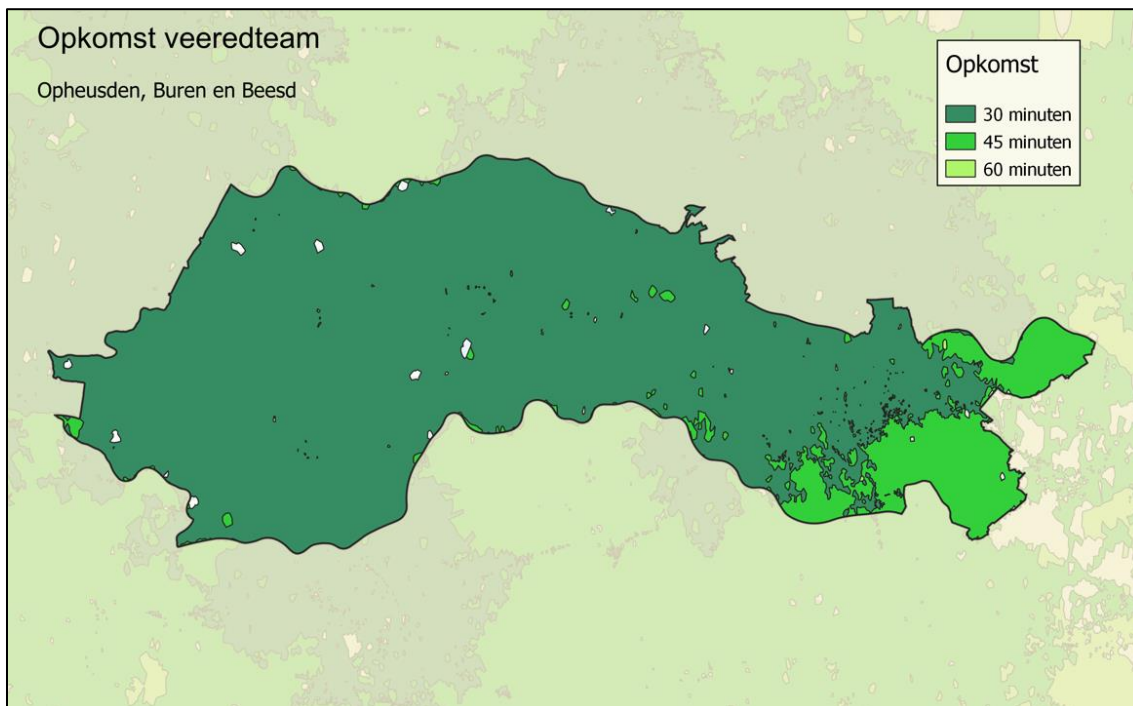 Opkomst veeredteam
Opheusden, Buren en Beesd
Opkomst
30 minuten
45 minuten
60 minuten